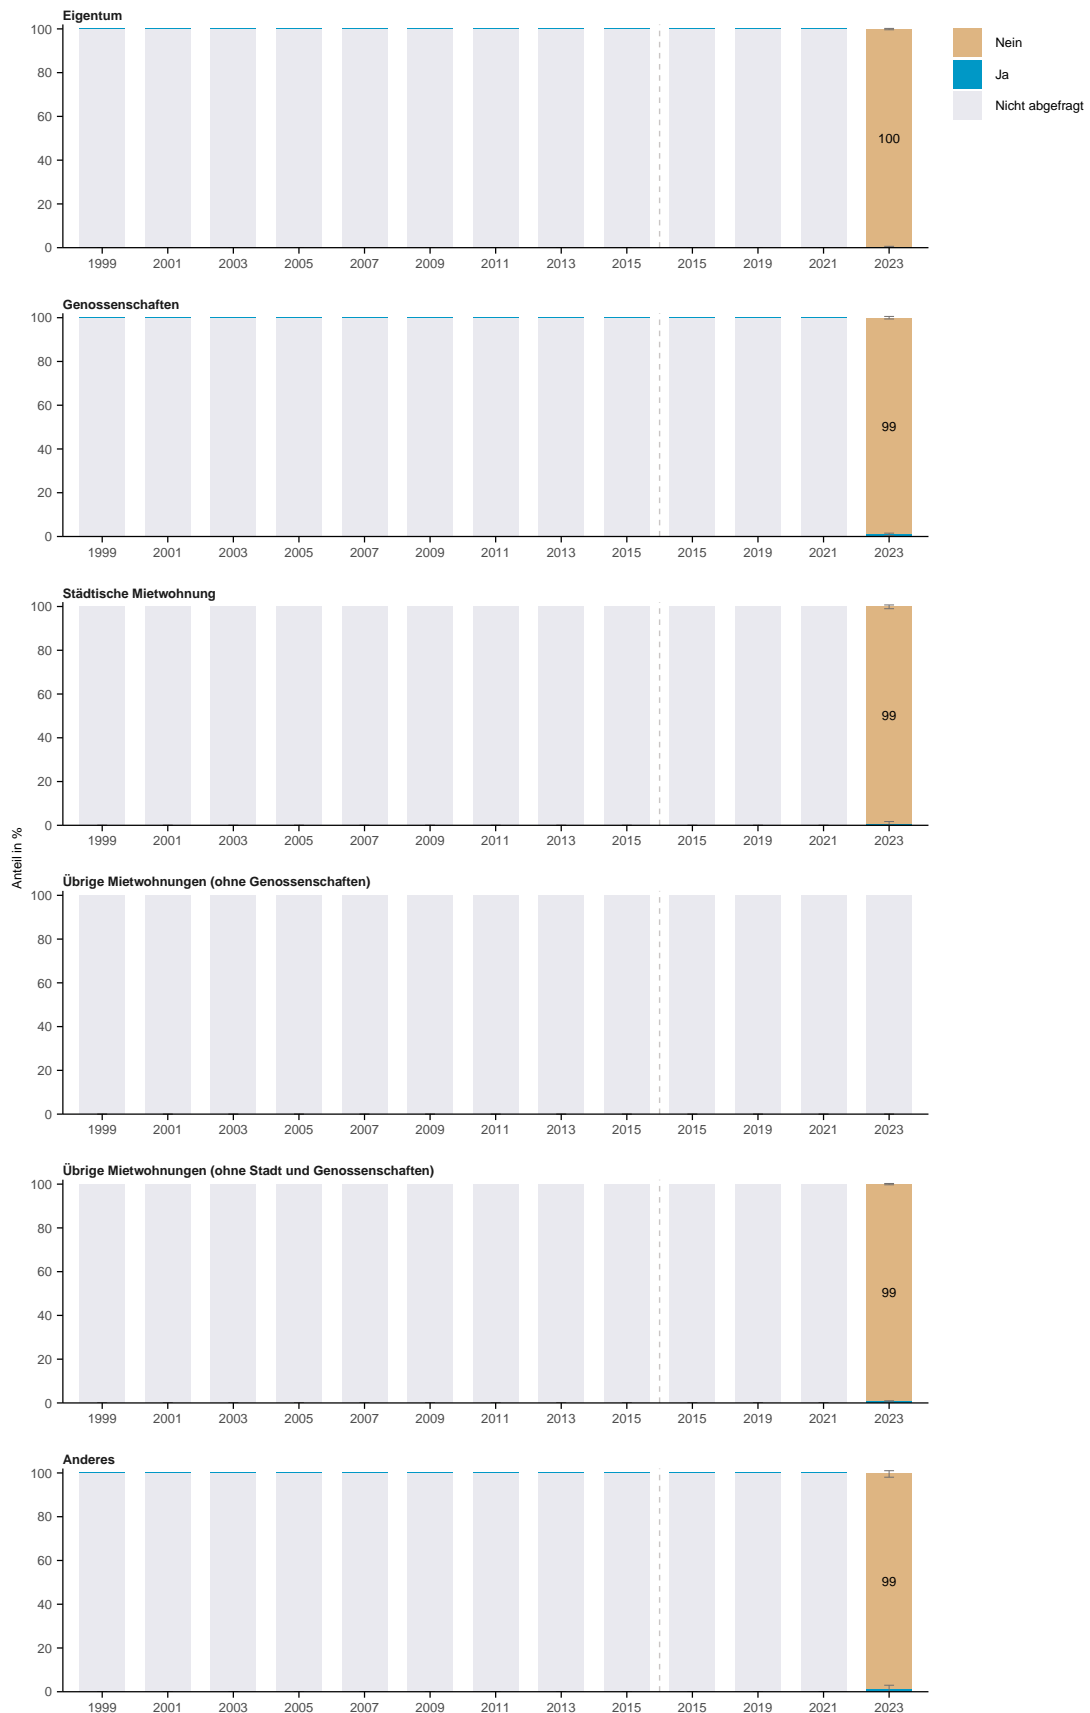 Eigentum
100
80
60
40
20
0
100
1999 2001 2003 2005 2007 2009 2011 2013 2015 2015 2019 2021 2023
Nein
Ja
Nicht abgefragt
Genossenschaften
100
80
60
40
20
0
99
1999 2001 2003 2005 2007 2009 2011 2013 2015 2015 2019 2021 2023
Städtische Mietwohnung
100
80
60
40
20
0
99
1999 2001 2003 2005 2007 2009 2011 2013 2015 2015 2019 2021 2023
Anteil in %
Übrige Mietwohnungen (ohne Genossenschaften)
100
80
60
40
20
0
1999 2001 2003 2005 2007 2009 2011 2013 2015 2015 2019 2021 2023
Übrige Mietwohnungen (ohne Stadt und Genossenschaften)
100
80
60
40
20
0
99
1999 2001 2003 2005 2007 2009 2011 2013 2015 2015 2019 2021 2023
Anderes
100
80
60
40
20
0
99
1999 2001 2003 2005 2007 2009 2011 2013 2015 2015 2019 2021 2023